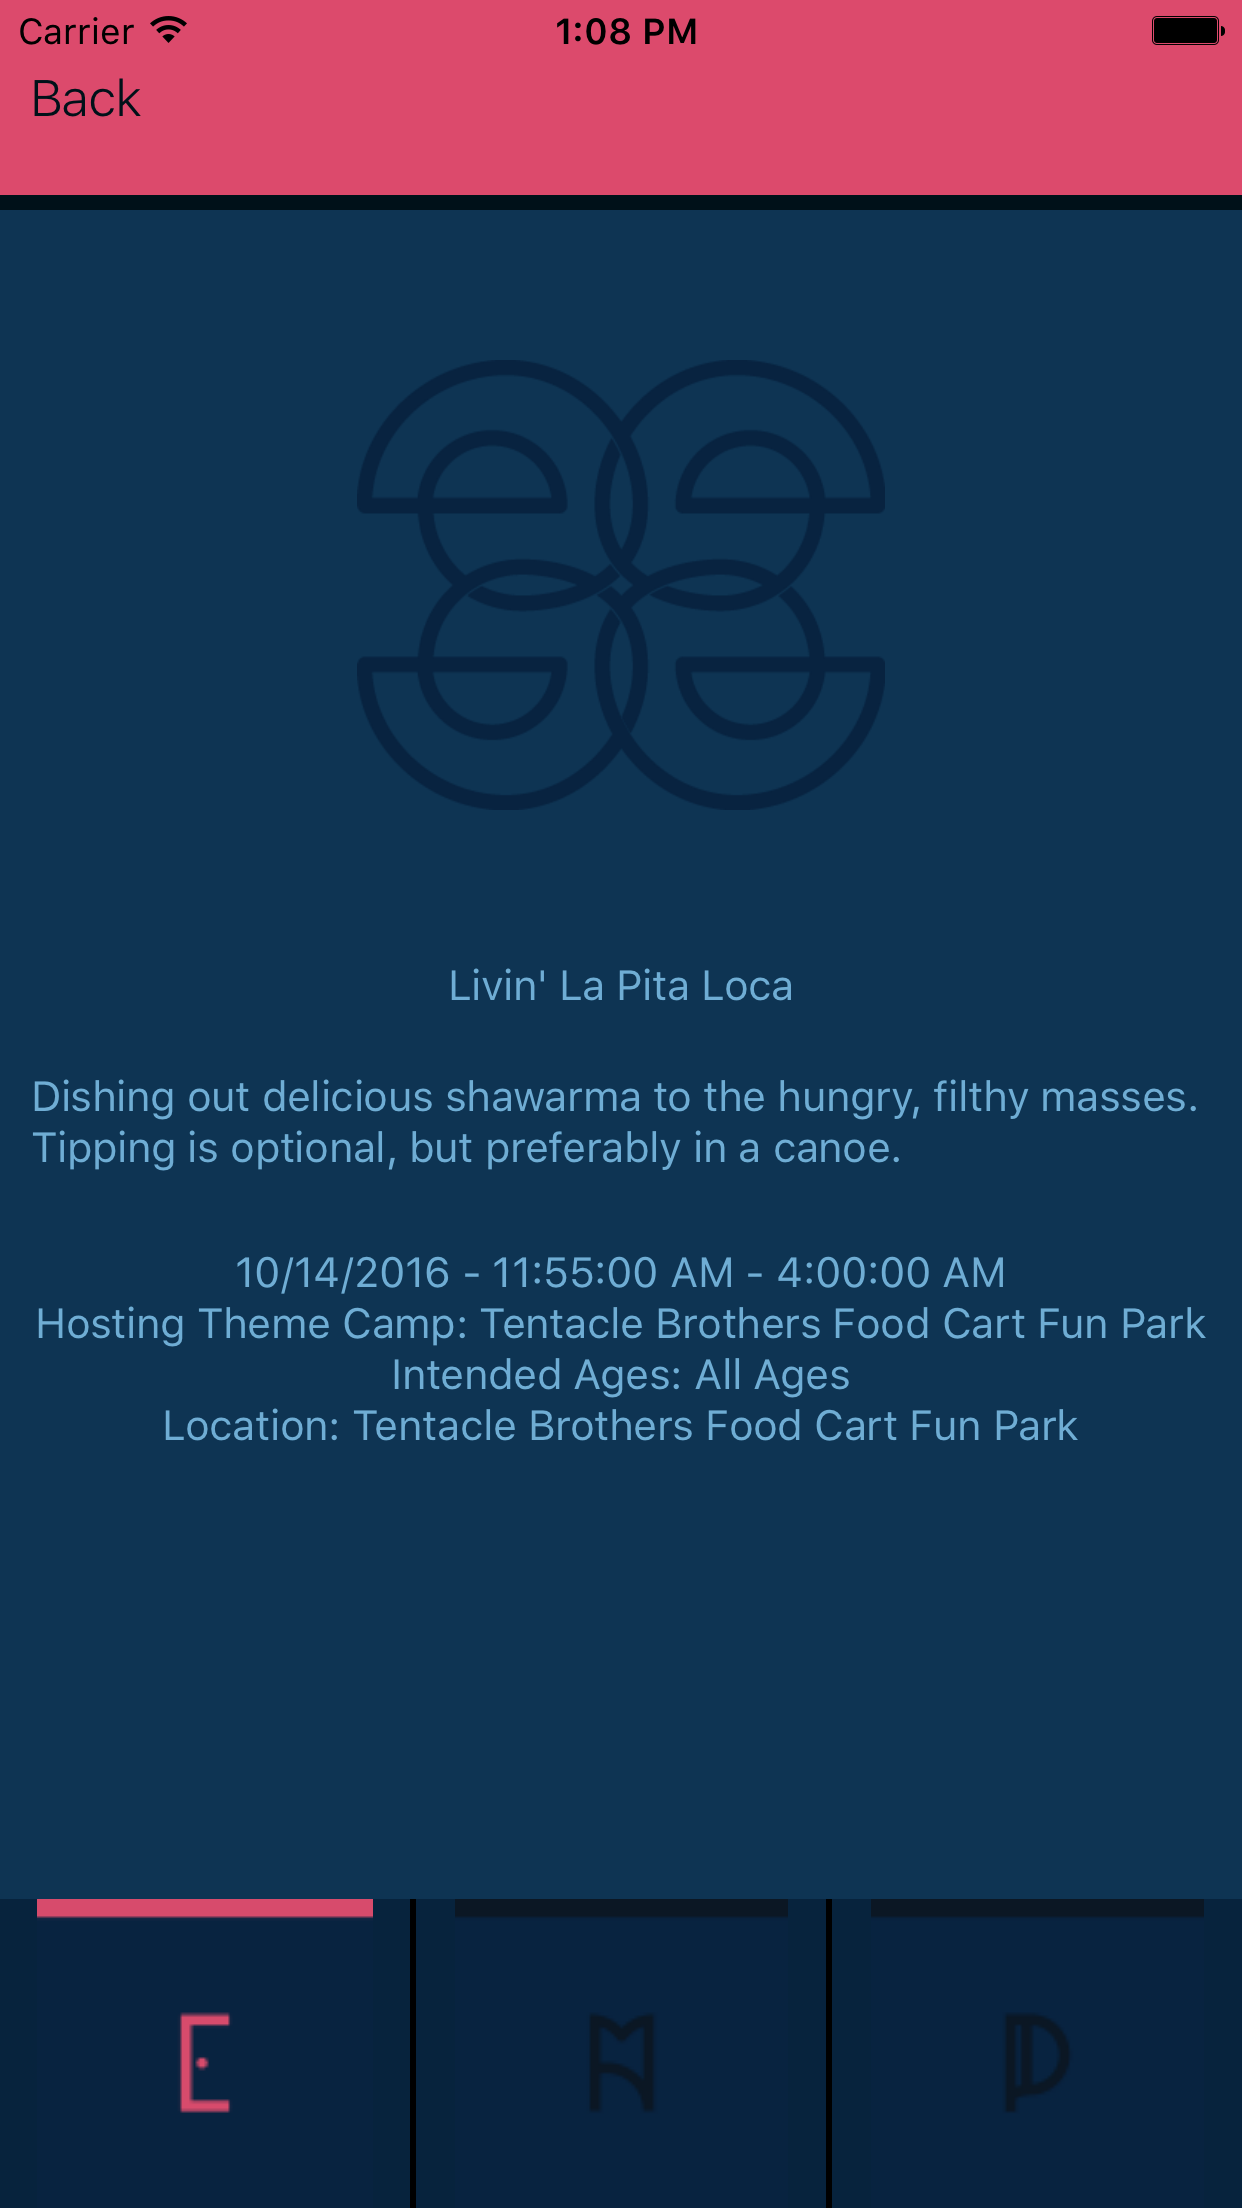 Carrier 1:08 PM
Back
Livin' La Pita Loca
Dishing out delicious shawarma to the hungry, filthy masses.
Tipping is optional, but preferably in a canoe.
10/14/2016 - 11:55:00 AM - 4:00:00 AM
Hosting Theme Camp: Tentacle Brothers Food Cart Fun Park
Intended Ages: All Ages
Location: Tentacle Brothers Food Cart Fun Park